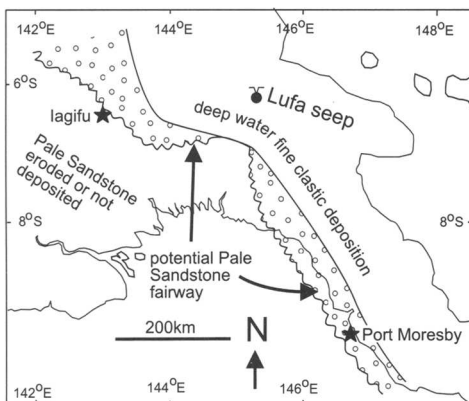 142°E 144°E 146°E 148°E
6°S
Iagifu
Lufa seep
deep water fine clastic deposition
Pale Sandstone
eroded or not
deposited
8°S 8°S
potential Pale
Sandstone
fairway
200km
N
Port Moresby
142°E 144°E 146°E